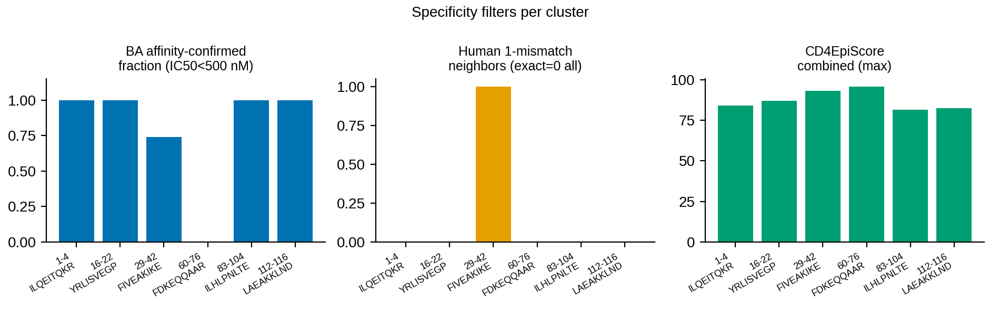 Specificity filters per cluster
BA affinity-confirmed
fraction (IC50<500 nM)
1.00
0.75
0.50
0.25
0.00
1-4
ILQEITQKR
16-22
YRLISVEGP
29-42
FIVEAKIKE
60-76
FDKEQQAAR
83-104
ILHLPNLTE
112-116
LAEAKKLND
Human 1-mismatch
neighbors (exact=0 all)
1.00
0.75
0.50
0.25
0.00
1-4
ILQEITQKR
16-22
YRLISVEGP
29-42
FIVEAKIKE
60-76
FDKEQQAAR
83-104
ILHLPNLTE
112-116
LAEAKKLND
CD4EpiScore
combined (max)
100
75
50
25
0
1-4
ILQEITQKR
16-22
YRLISVEGP
29-42
FIVEAKIKE
60-76
FDKEQQAAR
83-104
ILHLPNLTE
112-116
LAEAKKLND